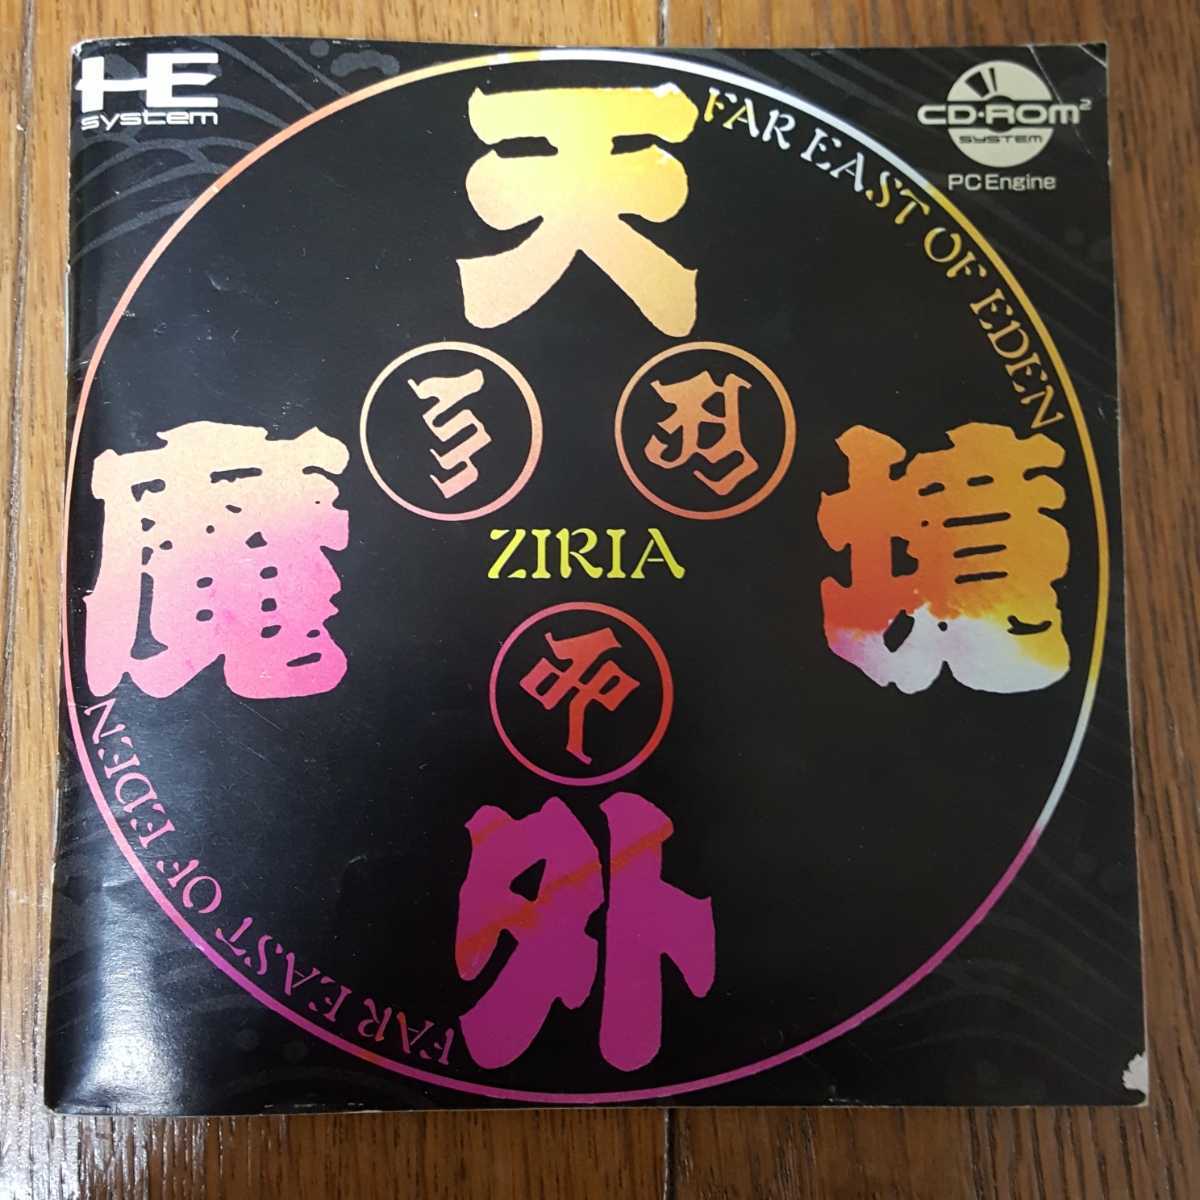 HE
system
CD-ROM²
SYSTEM
PC Engine
FAR EAST OF EDEN
天
外
魔
境
ZIRIA
FAR EAST OF EDEN